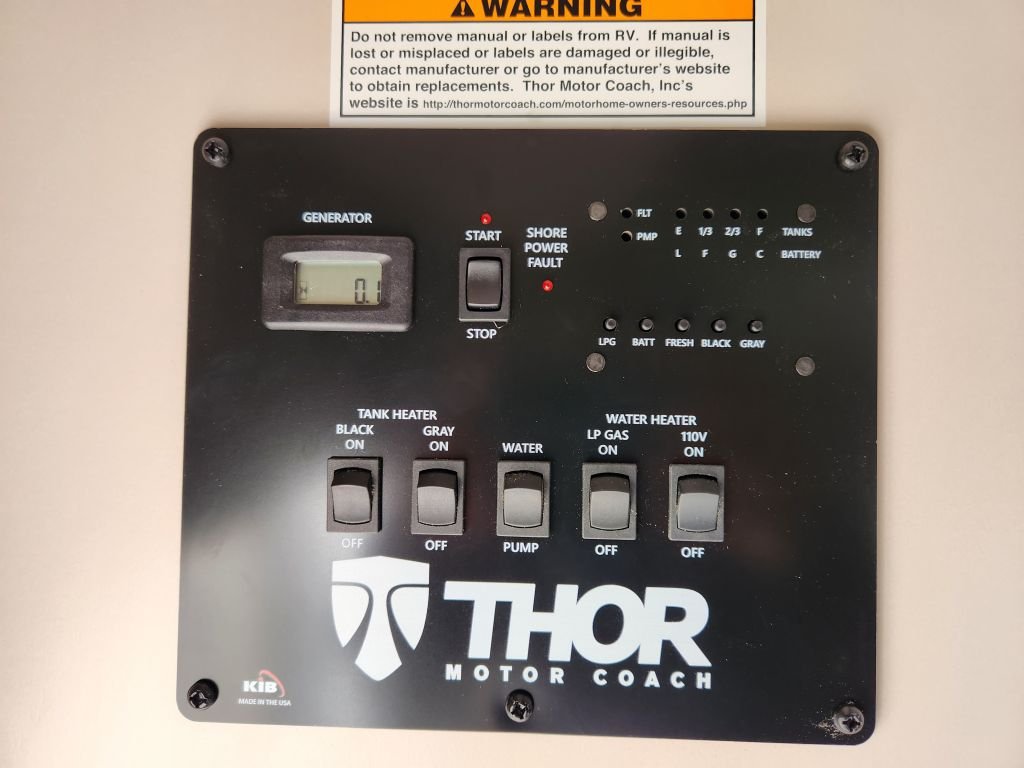 WARNING
Do not remove manual or labels from RV. If manual is
lost or misplaced or labels are damaged or illegible,
contact manufacturer or go to manufacturer's website
to obtain replacements. Thor Motor Coach, Inc's
website is http://thormotorcoach.com/motorhome-owners-resources.php
GENERATOR
0.1
START
STOP
SHORE
POWER
FAULT
FLT
PMP
E 1/3 2/3 F TANKS
L F G C BATTERY
LPG BATT FRESH BLACK GRAY
TANK HEATER
BLACK
ON
OFF
GRAY
ON
OFF
WATER
PUMP
WATER HEATER
LP GAS
ON
OFF
110V
ON
OFF
THOR
MOTOR COACH
KIB
MADE IN THE USA